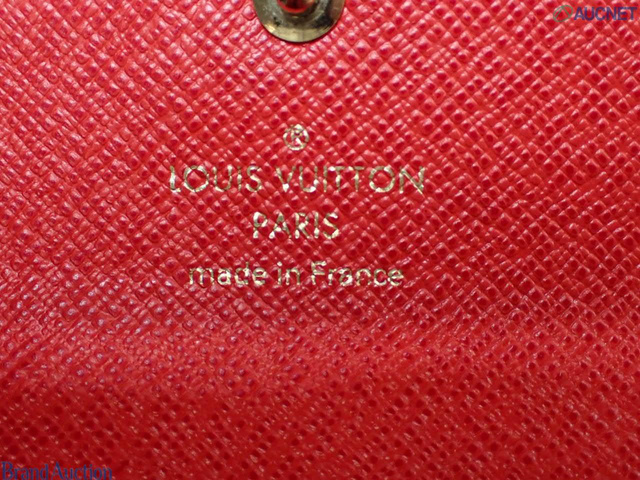 AUCNET
®
LOUIS VUITTON
PARIS
made in France
Brand Auction